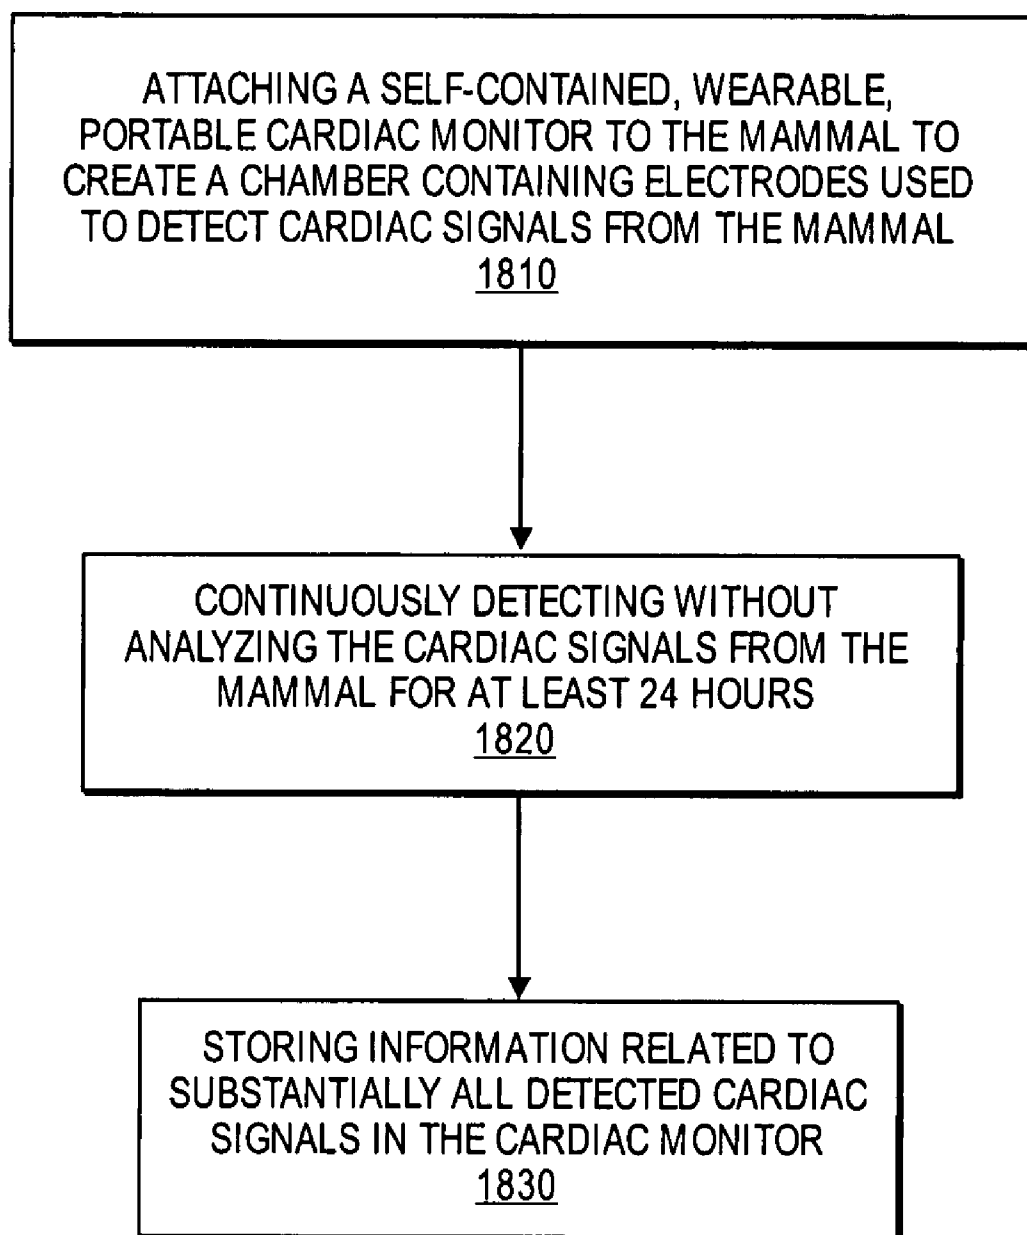 ATTACHING A SELF-CONTAINED, WEARABLE,
PORTABLE CARDIAC MONITOR TO THE MAMMAL TO
CREATE A CHAMBER CONTAINING ELECTRODES USED
TO DETECT CARDIAC SIGNALS FROM THE MAMMAL
1810
CONTINUOUSLY DETECTING WITHOUT
ANALYZING THE CARDIAC SIGNALS FROM THE
MAMMAL FOR AT LEAST 24 HOURS
1820
STORING INFORMATION RELATED TO
SUBSTANTIALLY ALL DETECTED CARDIAC
SIGNALS IN THE CARDIAC MONITOR
1830